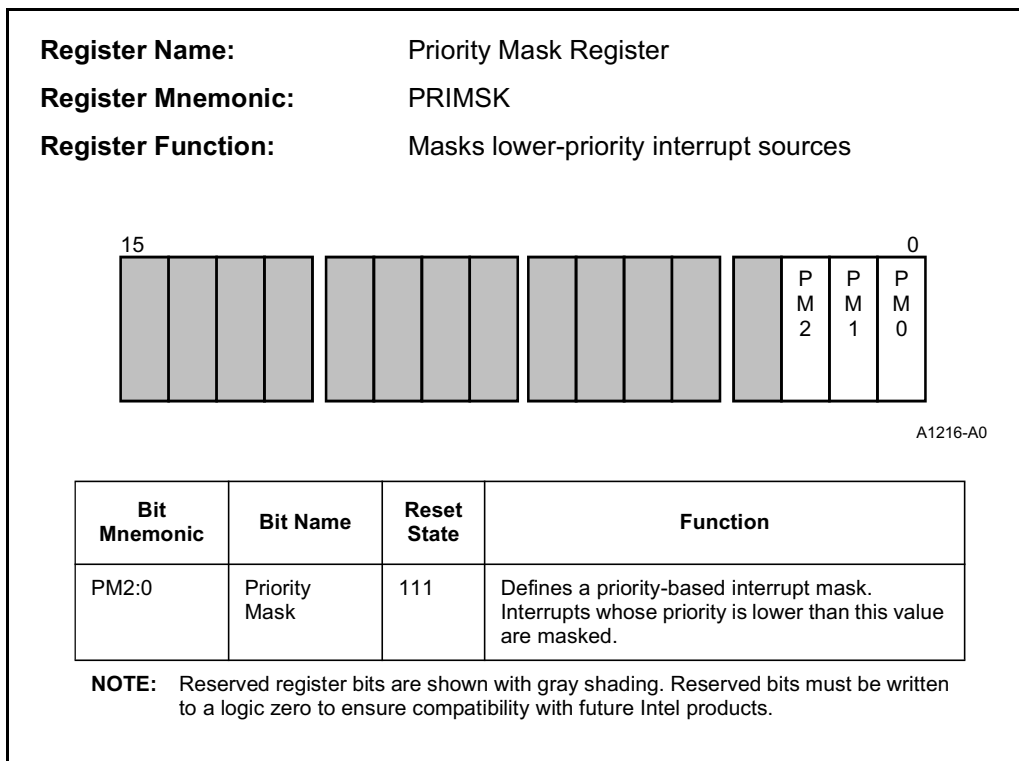 Register Name: Priority Mask Register
Register Mnemonic: PRIMSK
Register Function: Masks lower-priority interrupt sources
15 0
P P P
M M M
2 1 0
A1216-A0
Bit Mnemonic Bit Name Reset State Function
PM2:0 Priority Mask 111 Defines a priority-based interrupt mask.
Interrupts whose priority is lower than this value
are masked.
NOTE: Reserved register bits are shown with gray shading. Reserved bits must be written
to a logic zero to ensure compatibility with future Intel products.